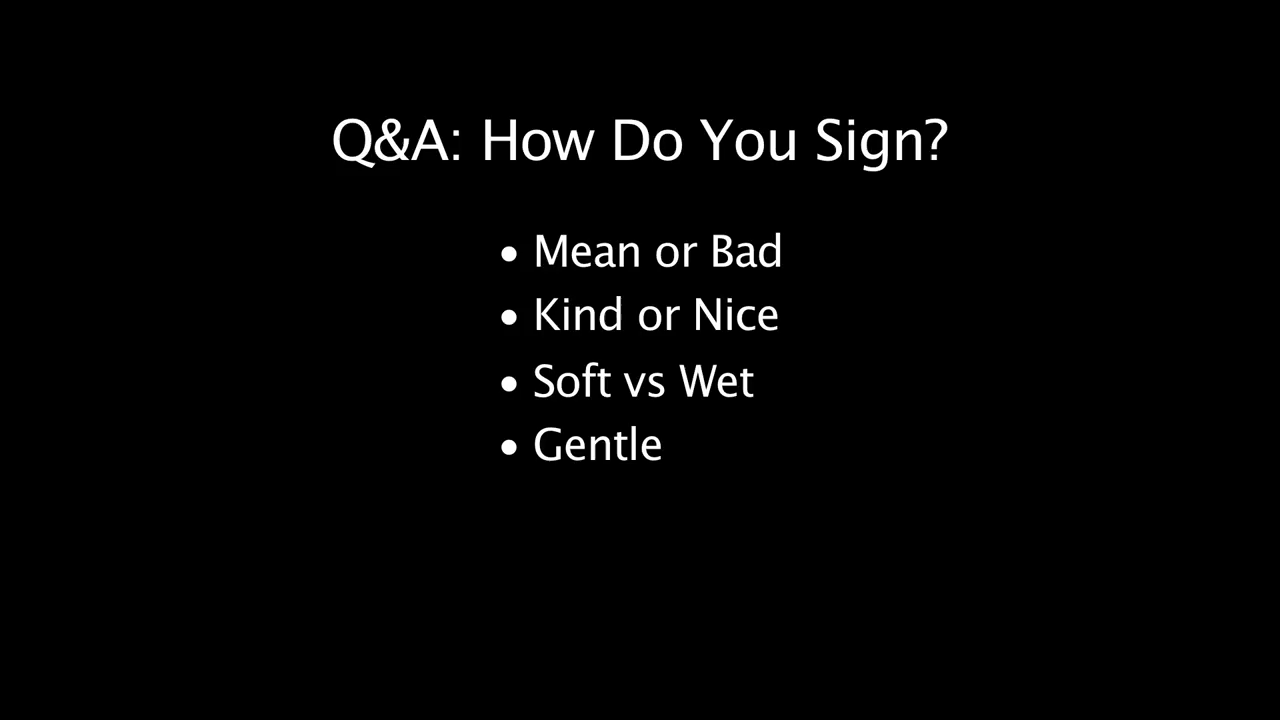 Q&A: How Do You Sign?
• Mean or Bad
• Kind or Nice
• Soft vs Wet
• Gentle